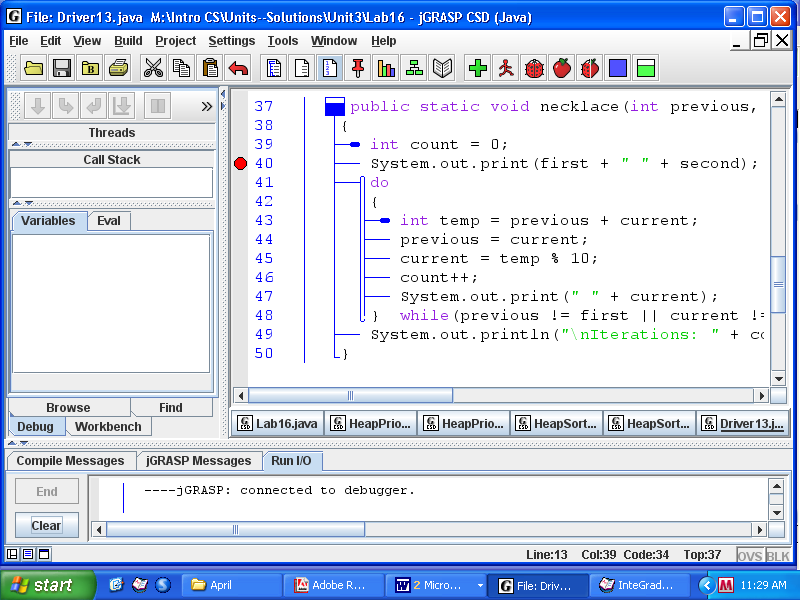 File: Driver13.java  M:\Intro CS\Units--Solutions\Unit3\Lab16 - jGRASP CSD (Java)
File Edit View Build Project Settings Tools Window Help
Threads
Call Stack
Variables Eval
37 public static void necklace(int previous,
38 {
39 int count = 0;
40 System.out.print(first + " " + second);
41 do
42 {
43 int temp = previous + current;
44 previous = current;
45 current = temp % 10;
46 count++;
47 System.out.print(" " + current);
48 } while(previous != first || current !=
49 System.out.println("\nIterations: " + co
50 }
Browse Find
Debug Workbench
Lab16.java HeapPrio... HeapPrio... HeapSort... HeapSort... Driver13.j...
Compile Messages jGRASP Messages Run I/O
End
Clear
----jGRASP: connected to debugger.
Line:13 Col:39 Code:34 Top:37 OVS BLK
start April Adobe R... 2 Micro... File: Driv... InteGrad... 11:29 AM